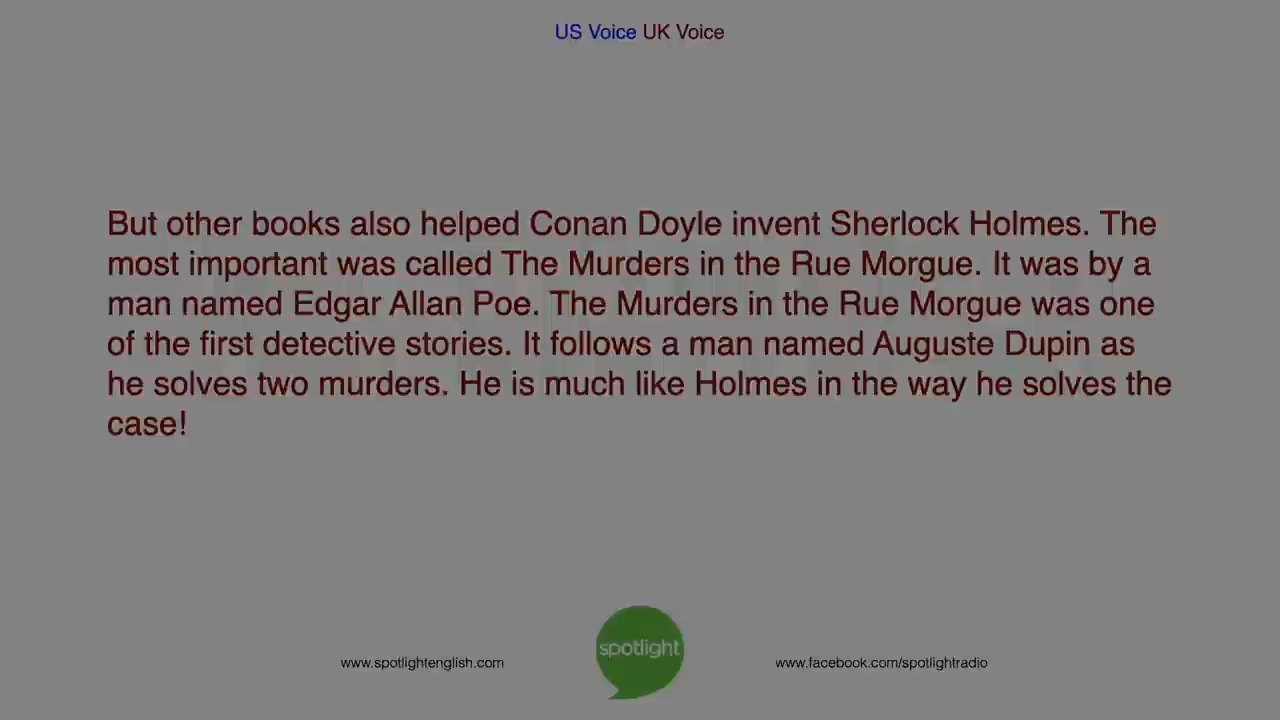 US Voice UK Voice
But other books also helped Conan Doyle invent Sherlock Holmes. The
most important was called The Murders in the Rue Morgue. It was by a
man named Edgar Allan Poe. The Murders in the Rue Morgue was one
of the first detective stories. It follows a man named Auguste Dupin as
he solves two murders. He is much like Holmes in the way he solves the
case!
www.spotlightenglish.com
spotlight
www.facebook.com/spotlightradio